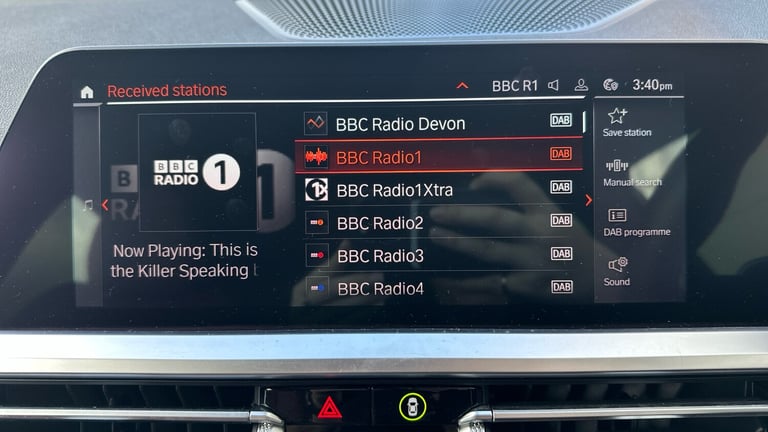 Received stations
BBC R1
3:40pm
BBC
RADIO 1
Now Playing: This is
the Killer Speaking
BBC Radio Devon DAB
BBC Radio1 DAB
BBC Radio1Xtra DAB
BBC Radio2 DAB
BBC Radio3 DAB
BBC Radio4 DAB
Save station
Manual search
DAB programme
Sound